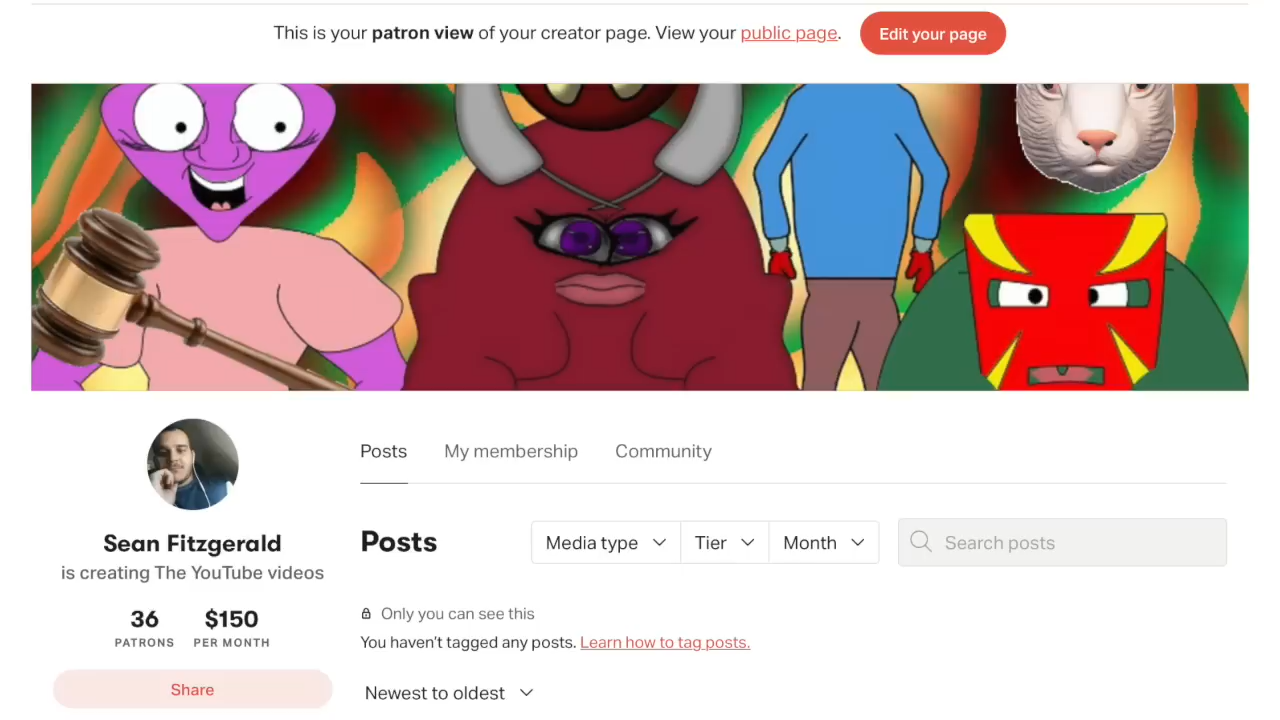 This is your patron view of your creator page. View your public page.
Edit your page
Posts
My membership
Community
Sean Fitzgerald
is creating The YouTube videos
36
PATRONS
$150
PER MONTH
Share
Posts
Media type
Tier
Month
Search posts
Only you can see this
You haven’t tagged any posts. Learn how to tag posts.
Newest to oldest